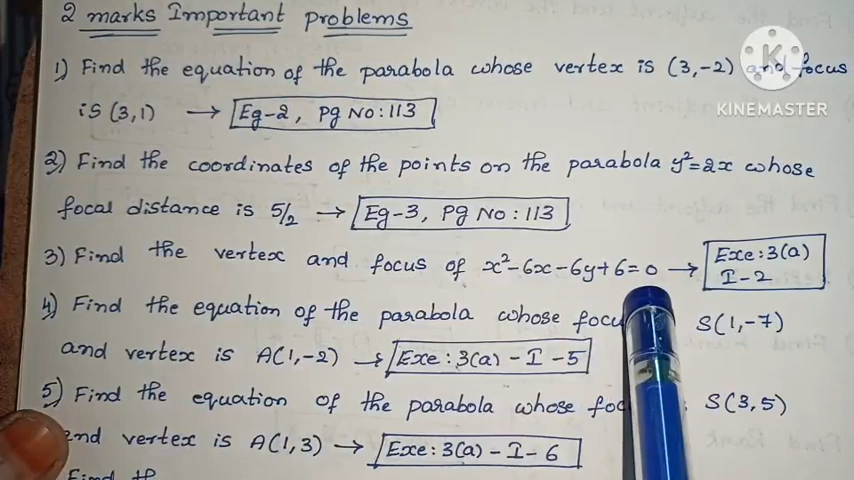 2 marks Important problems
1) Find the equation of the parabola whose vertex is (3,-2) and focus
is (3,1) → Eg-2, Pg No:113
2) Find the coordinates of the points on the parabola y²=2x whose
focal distance is 5/2 → Eg-3, Pg No:113
3) Find the vertex and focus of x²-6x-6y+6=0 → Exe:3(a)
I-2
4) Find the equation of the parabola whose S(1,-7)
and vertex is A(1,-2) → Exe:3(a)-I-5
5) Find the equation of the parabola whose S(3,5)
and vertex is A(1,3) → Exe:3(a)-I-6
Find
K
KINEMASTER